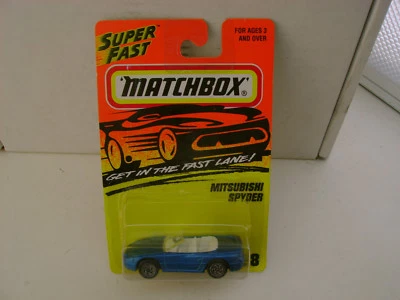 SUPER
FAST
FOR AGES 3
AND OVER
"MATCHBOX"®
GET IN THE FAST LANE!
MITSUBISHI
SPYDER
8